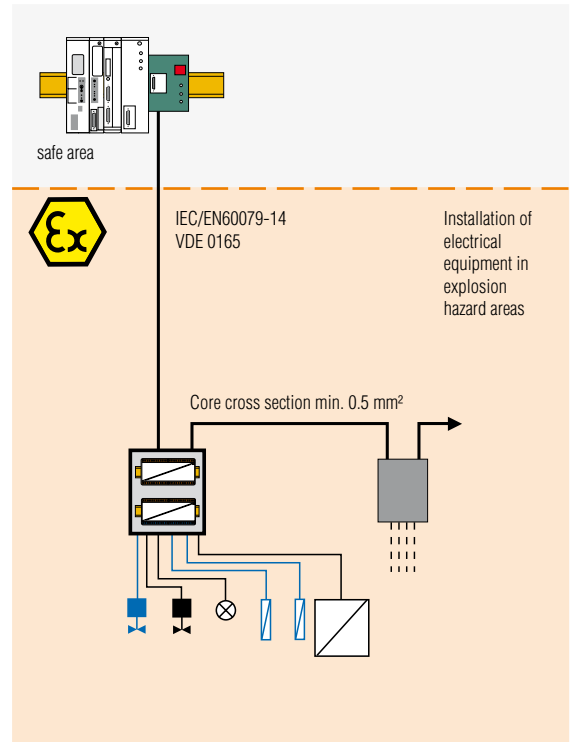 safe area
Ex
IEC/EN60079-14
VDE 0165
Installation of
electrical
equipment in
explosion
hazard areas
Core cross section min. 0.5 mm²